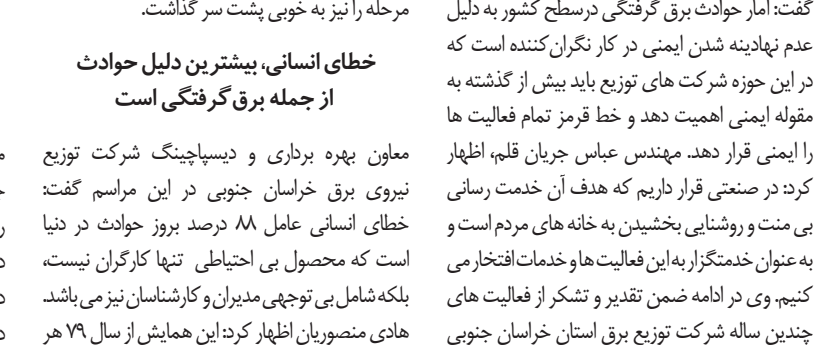 گفت: آمار حوادث برق گرفتگی درسطح کشور به دلیل
عدم نهادینه شدن ایمنی در کار نگران‌کننده است که
در این حوزه شرکت های توزیع باید بیش از گذشته به
مقوله ایمنی اهمیت دهد و خط قرمز تمام فعالیت ها
را ایمنی قرار دهد. مهندس عباس جریان قلم، اظهار
کرد: در صنعتی قرار داریم که هدف آن خدمت رسانی
بی منت و روشنایی بخشیدن به خانه های مردم است و
به عنوان خدمتگزار به این فعالیت ها و خدمات افتخار می
کنیم. وی در ادامه ضمن تقدیر و تشکر از فعالیت های
چندین ساله شرکت توزیع برق استان خراسان جنوبی
مرحله را نیز به خوبی پشت سر گذاشت.
خطای انسانی، بیشترین دلیل حوادث
از جمله برق گرفتگی است
معاون بهره برداری و دیسپاچینگ شرکت توزیع
نیروی برق خراسان جنوبی در این مراسم گفت:
خطای انسانی عامل ۸۸ درصد بروز حوادث در دنیا
است که محصول بی احتیاطی تنها کارگران نیست،
بلکه شامل بی توجهی مدیران و کارشناسان نیز می باشد.
هادی منصوریان اظهار کرد: این همایش از سال ۷۹ هر